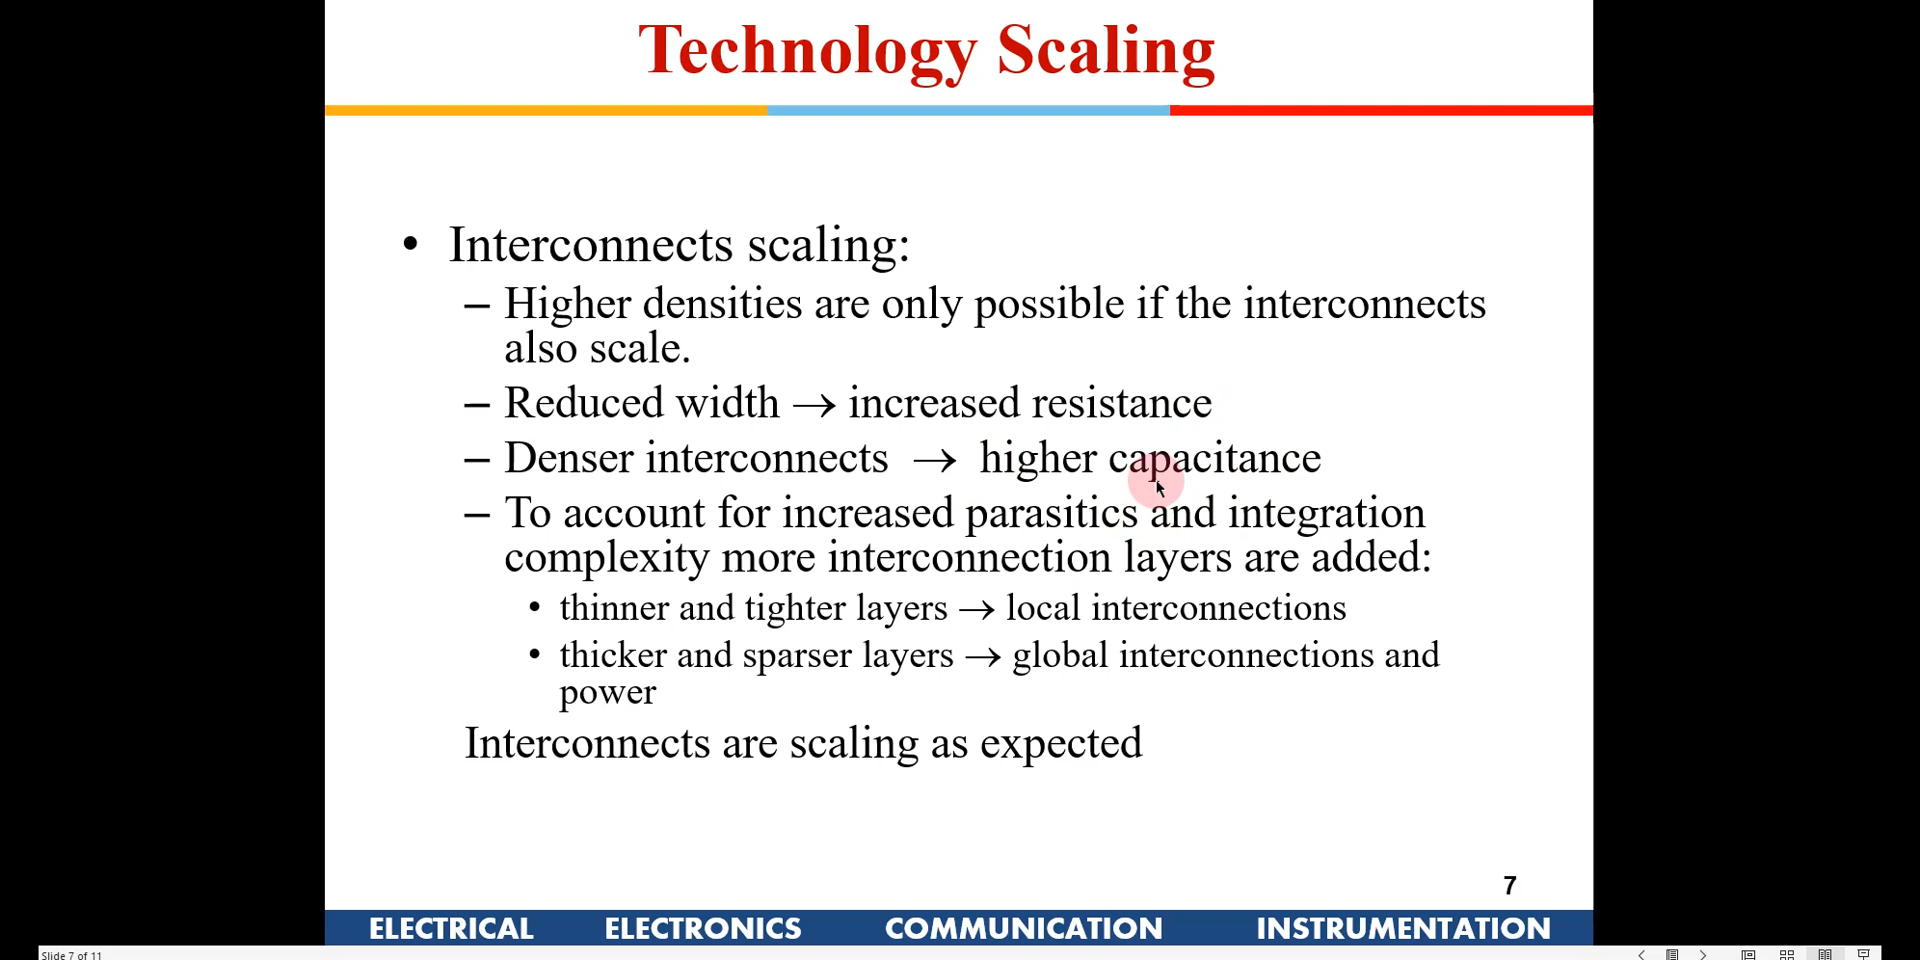 Technology Scaling
• Interconnects scaling:
– Higher densities are only possible if the interconnects
also scale.
– Reduced width → increased resistance
– Denser interconnects → higher capacitance
– To account for increased parasitics and integration
complexity more interconnection layers are added:
• thinner and tighter layers → local interconnections
• thicker and sparser layers → global interconnections and
power
Interconnects are scaling as expected
7
ELECTRICAL ELECTRONICS COMMUNICATION INSTRUMENTATION
Slide 7 of 11